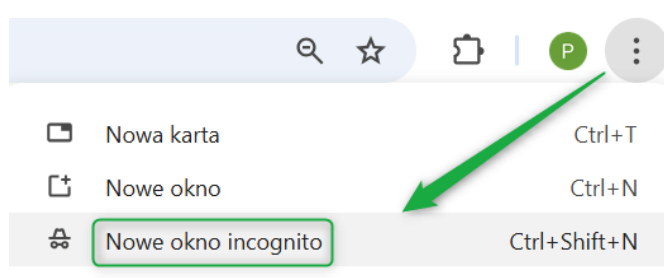 P
Nowa karta Ctrl+T
Nowe okno Ctrl+N
Nowe okno incognito Ctrl+Shift+N